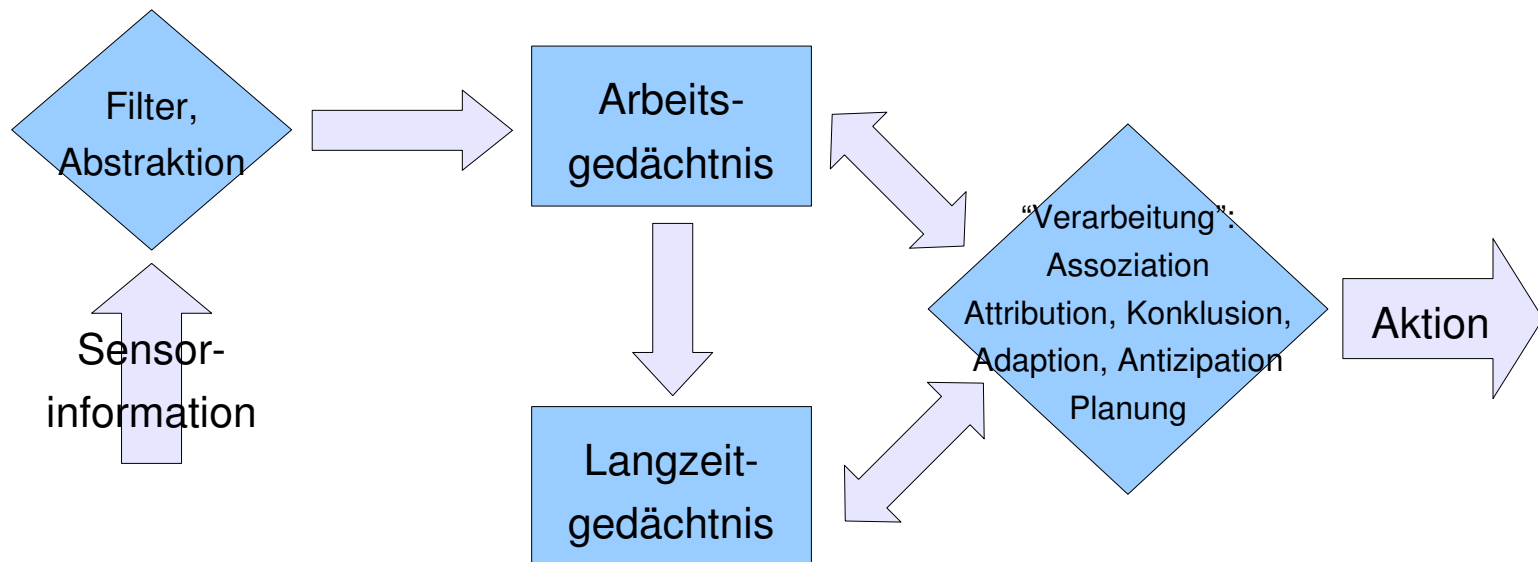 Filter,
Abstraktion
Sensor-
information
Arbeits-
gedächtnis
Langzeit-
gedächtnis
“Verarbeitung”:
Assoziation
Attribution, Konklusion,
Adaption, Antizipation
Planung
Aktion